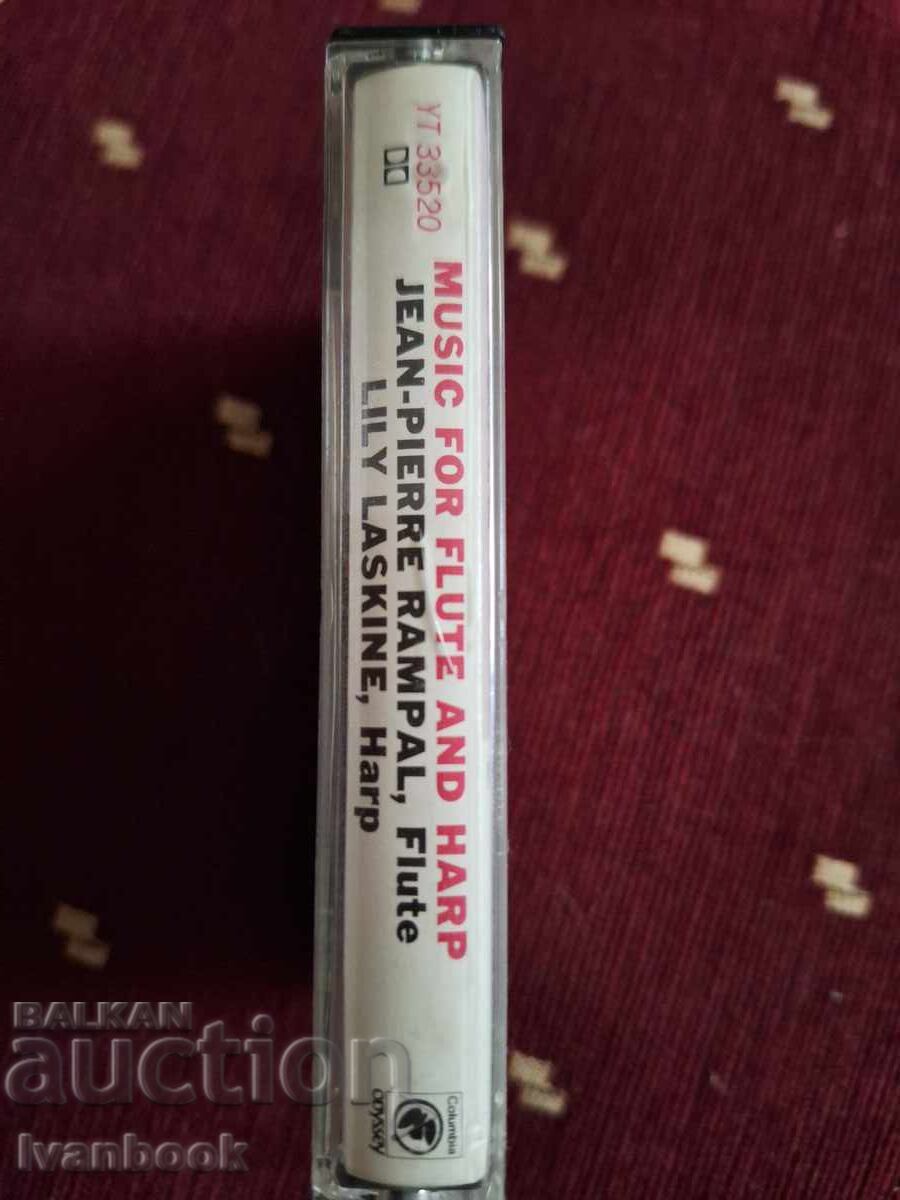 YT 33520
MUSIC FOR FLUTE AND HARP
JEAN-PIERRE RAMPAL, Flute
LILY LASKINE, Harp
Columbia
ODYSSEY
BALKAN
auction
Ivanbook